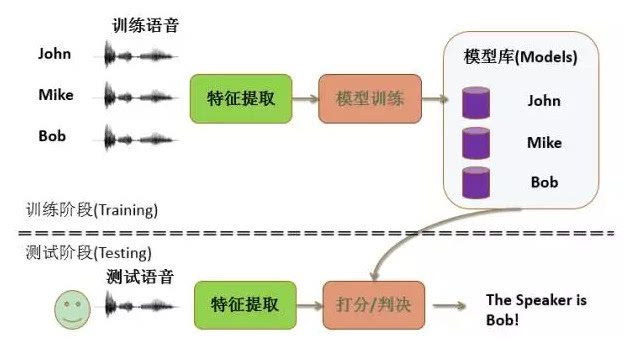 训练语音
John
Mike
Bob
特征提取
模型训练
模型库(Models)
John
Mike
Bob
训练阶段(Training)
测试阶段(Testing)
测试语音
特征提取
打分/判决
The Speaker is
Bob!